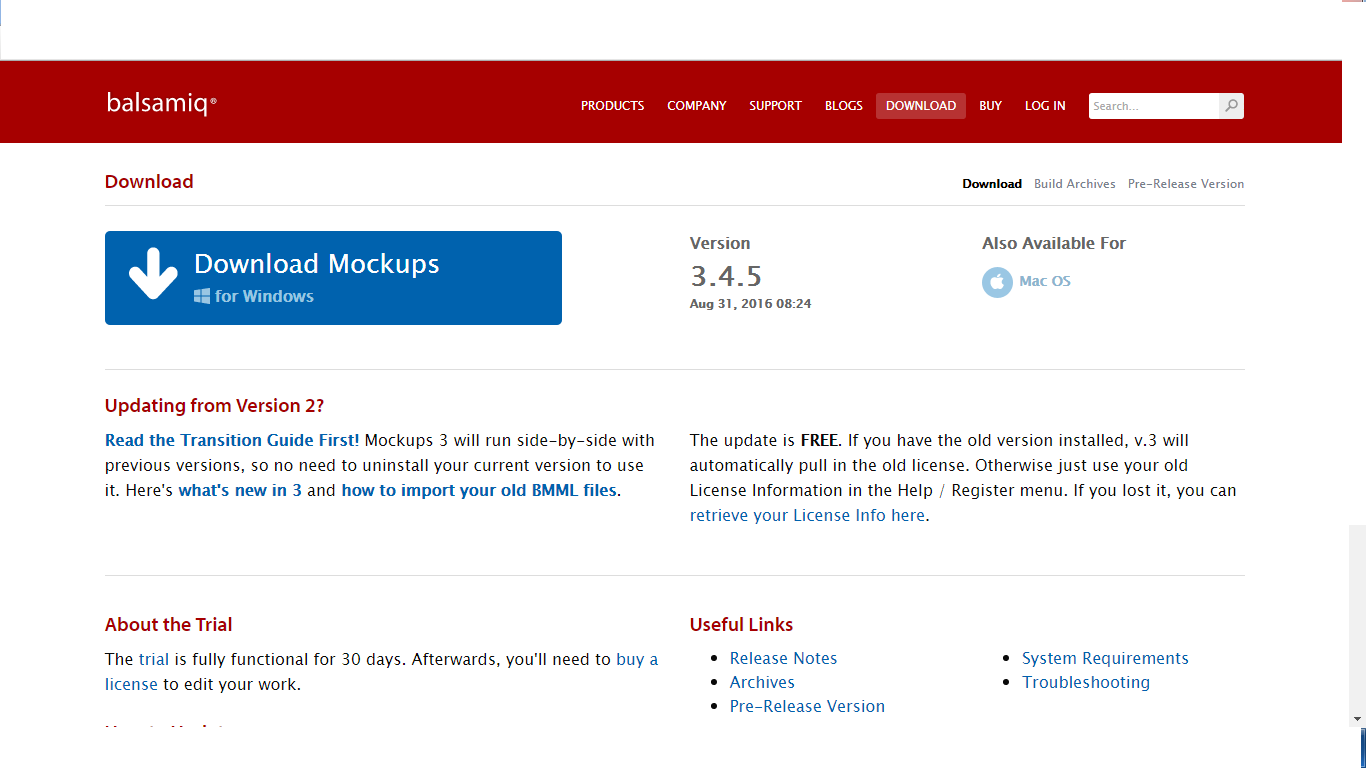 balsamiq®
PRODUCTS COMPANY SUPPORT BLOGS DOWNLOAD BUY LOG IN Search...
Download
Download Build Archives Pre-Release Version
Download Mockups
for Windows
Version
3.4.5
Aug 31, 2016 08:24
Also Available For
Mac OS
Updating from Version 2?
Read the Transition Guide First! Mockups 3 will run side-by-side with
previous versions, so no need to uninstall your current version to use
it. Here's what's new in 3 and how to import your old BMML files.
The update is FREE. If you have the old version installed, v.3 will
automatically pull in the old license. Otherwise just use your old
License Information in the Help / Register menu. If you lost it, you can
retrieve your License Info here.
About the Trial
The trial is fully functional for 30 days. Afterwards, you'll need to buy a
license to edit your work.
Useful Links
• Release Notes
• Archives
• Pre-Release Version
• System Requirements
• Troubleshooting